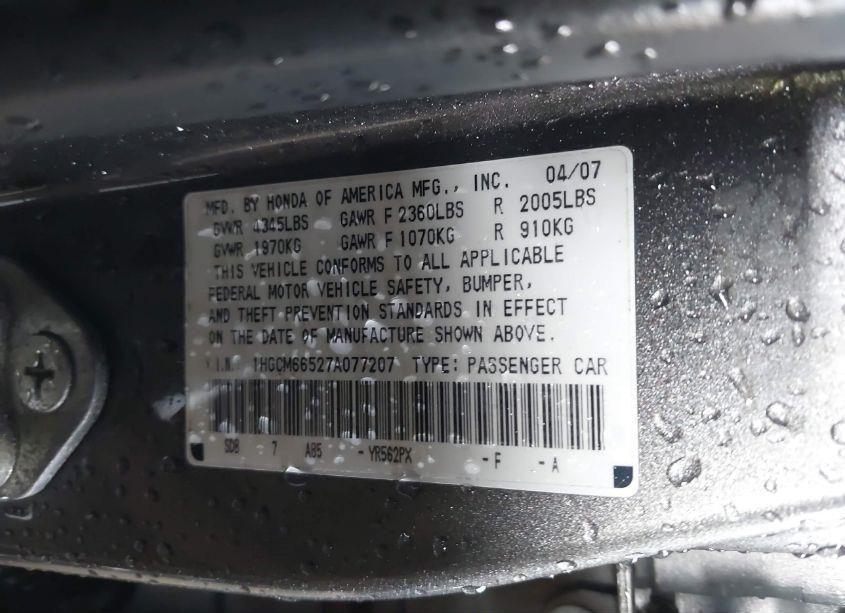 MFD. BY HONDA OF AMERICA MFG., INC. 04/07
GVWR 4345LBS GAWR F 2360LBS R 2005LBS
GVWR 1970KG GAWR F 1070KG R 910KG
THIS VEHICLE CONFORMS TO ALL APPLICABLE
FEDERAL MOTOR VEHICLE SAFETY, BUMPER,
AND THEFT PREVENTION STANDARDS IN EFFECT
ON THE DATE OF MANUFACTURE SHOWN ABOVE.
V.I.N.: 1HGCM66527A077207 TYPE: PASSENGER CAR
SDB 7 AB5 - YR562PX - F - A